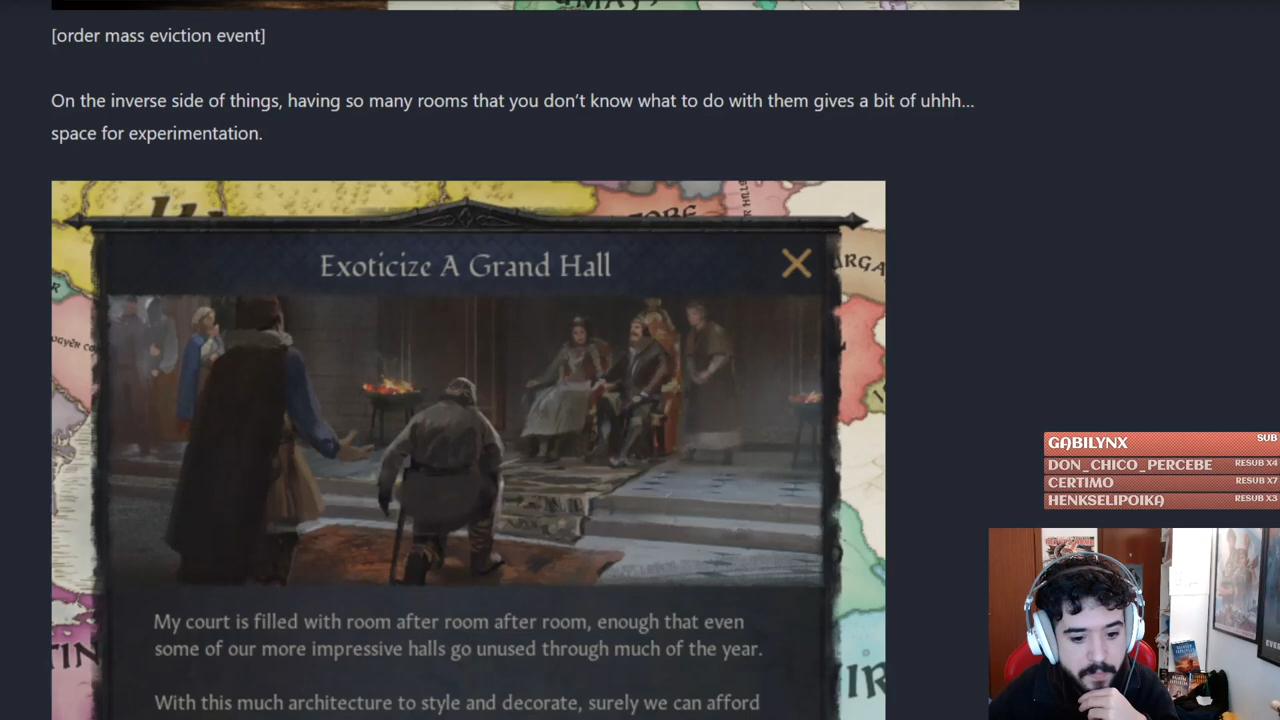 [order mass eviction event]
On the inverse side of things, having so many rooms that you don’t know what to do with them gives a bit of uhhh…
space for experimentation.
Exoticize A Grand Hall
My court is filled with room after room after room, enough that even
some of our more impressive halls go unused through much of the year.
With this much architecture to style and decorate, surely we can afford
GABILYNX SUB
DON_CHICO_PERCEBE RESUB X4
CERTIMO RESUB X7
HENKSELIPOIKA RESUB X3